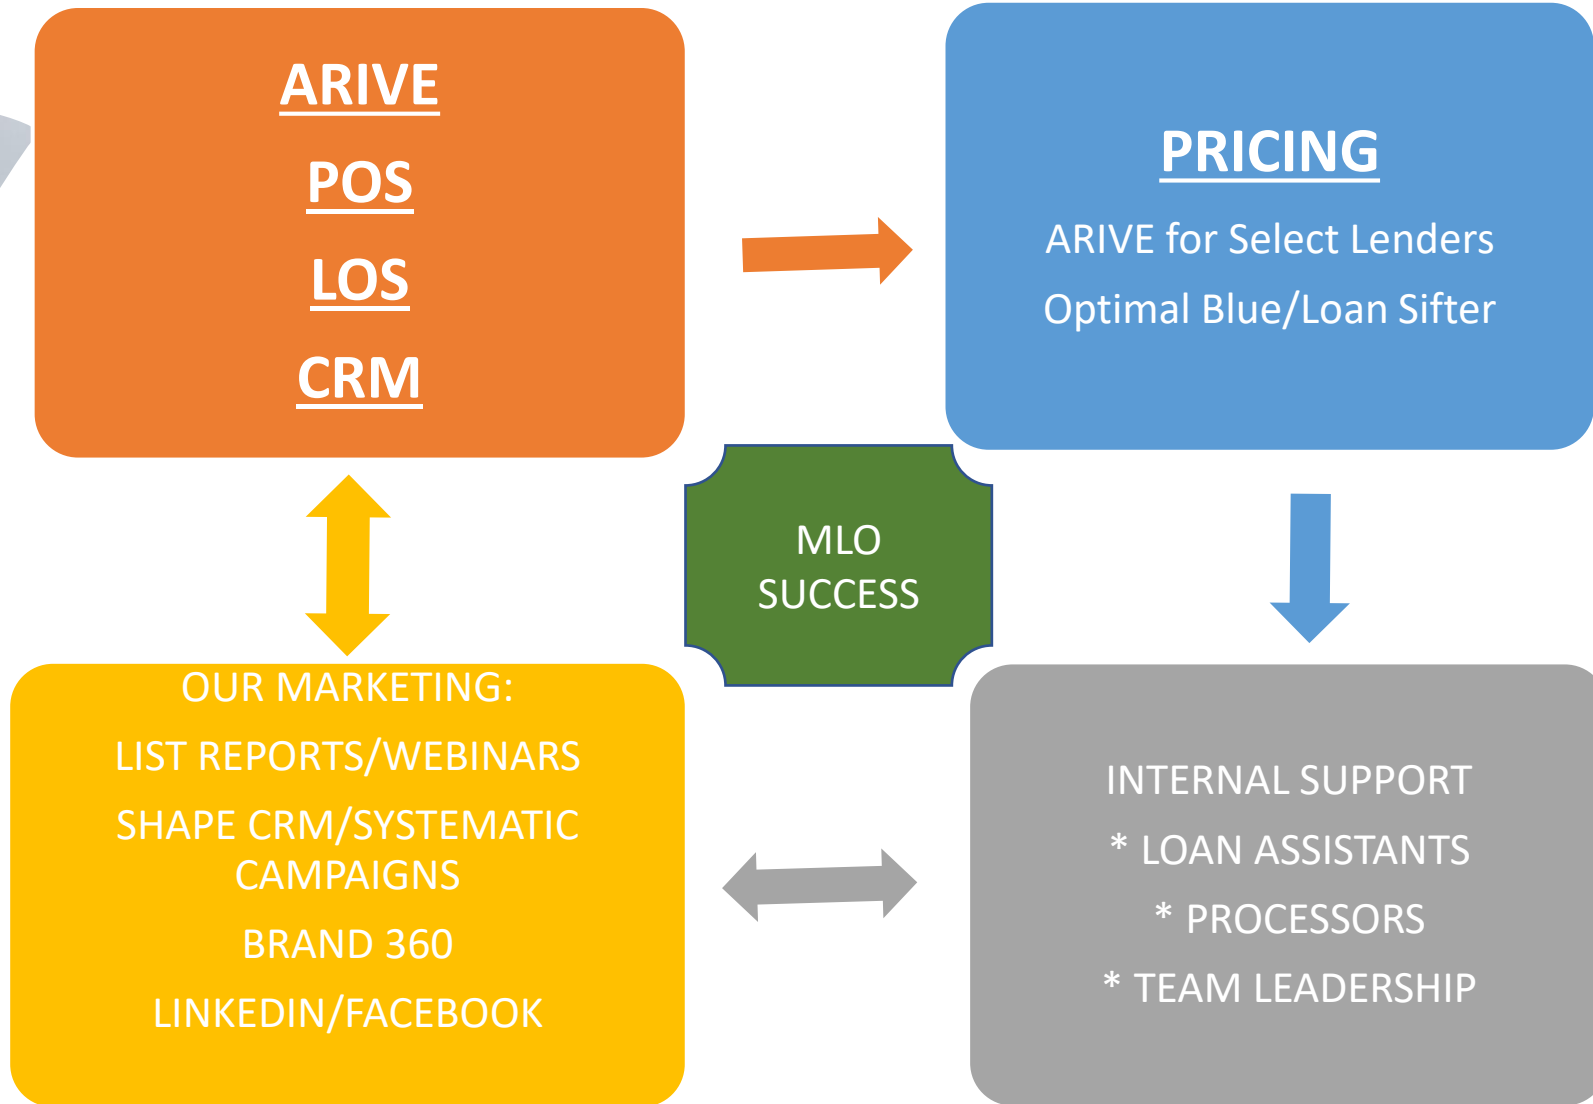 ARIVE
POS
LOS
CRM
PRICING
ARIVE for Select Lenders
Optimal Blue/Loan Sifter
MLO
SUCCESS
OUR MARKETING:
LIST REPORTS/WEBINARS
SHAPE CRM/SYSTEMATIC
CAMPAIGNS
BRAND 360
LINKEDIN/FACEBOOK
INTERNAL SUPPORT
* LOAN ASSISTANTS
* PROCESSORS
* TEAM LEADERSHIP